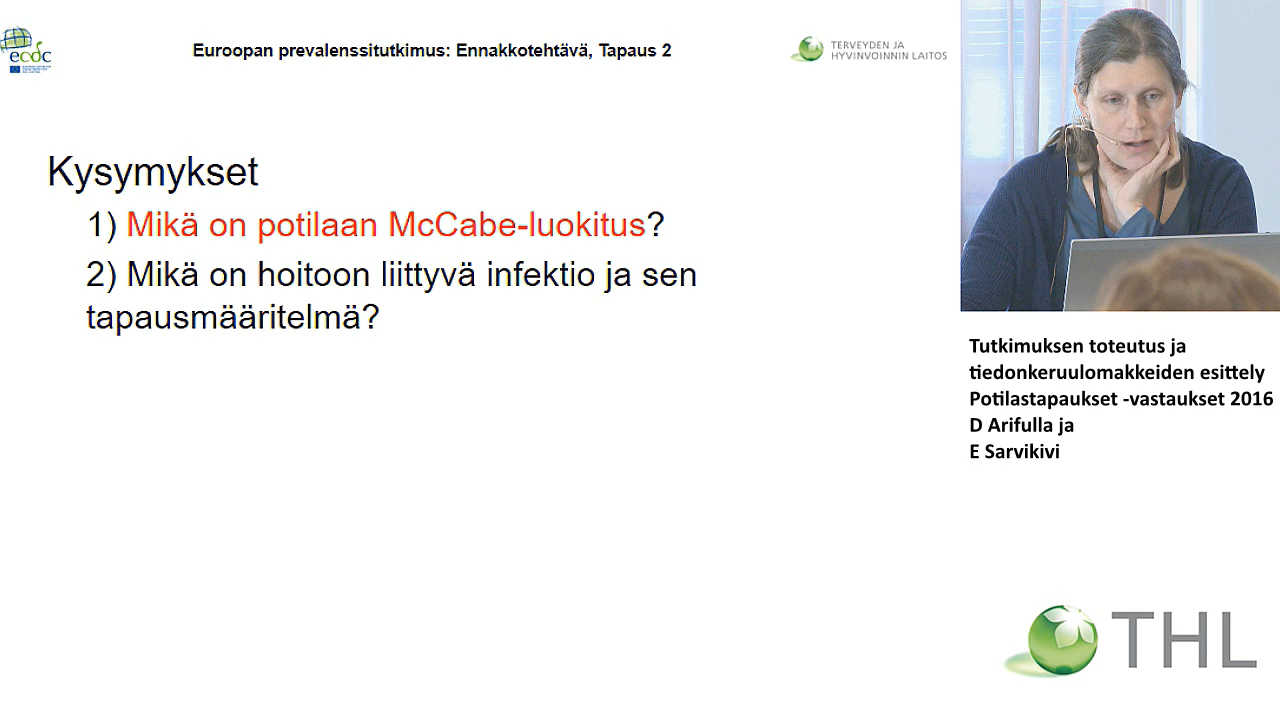 ecdc
Euroopan prevalenssitutkimus: Ennakkotehtävä, Tapaus 2
TERVEYDEN JA
HYVINVOINNIN LAITOS
Kysymykset
1) Mikä on potilaan McCabe-luokitus?
2) Mikä on hoitoon liittyvä infektio ja sen
tapausmääritelmä?
Tutkimuksen toteutus ja
tiedonkeruulomakkeiden esittely
Potilastapaukset -vastaukset 2016
D Arifulla ja
E Sarvikivi
THL